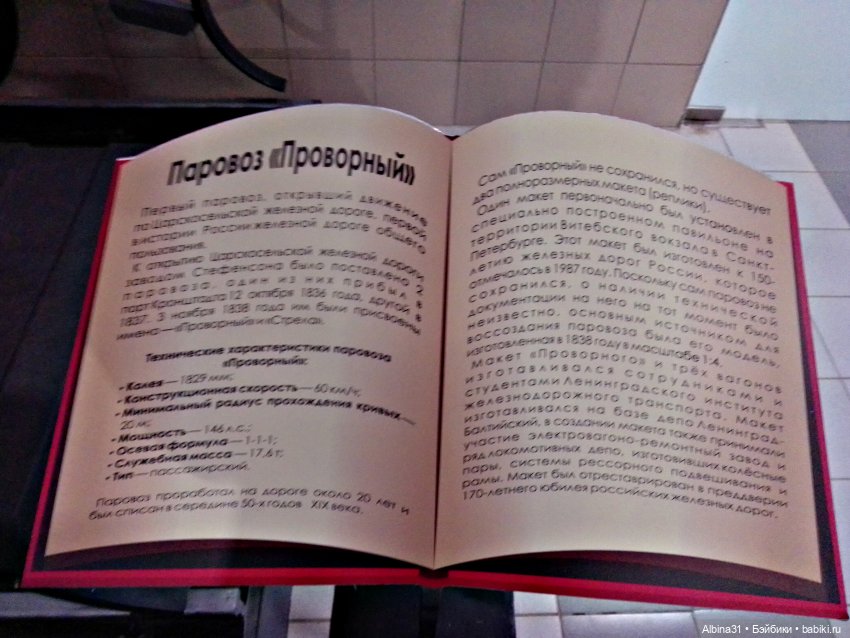 Паровоз «Проворный»
Первый паровоз, открывший движение
по Царскосельской железной дороге, первой
в истории России железной дороге общего
пользования.
К открытию Царскосельской железной дороги
заводом Стефенсона было поставлено 2
паровоза, один из них прибыл в
порт Кронштадта 12 октября 1836 года, другой в
1837. 3 ноября 1838 года им были присвоены
имена — «Проворный» и «Стрела».
Технические характеристики паровоза
«Проворный»:
• Колея — 1829 мм;
• Конструкционная скорость — 60 км/ч;
• Минимальный радиус прохождения кривых —
20 м;
• Мощность — 146 л.с.;
• Осевая формула — 1-1-1;
• Служебная масса — 17.6 т;
• Тип — пассажирский.
Паровоз проработал на дороге около 20 лет и
был списан в середине 50-х годов XIX века.
Сам «Проворный» не сохранился, но существует
два полноразмерных макета (реплики).
Один макет первоначально был установлен в
специально построенном павильоне на
территории Витебского вокзала в Санкт-
Петербурге. Этот макет был изготовлен к 150-
летию железных дорог России, которое
отмечалось в 1987 году. Поскольку сам паровоз не
сохранился, о наличии технической
документации на него на тот момент было
неизвестно, основным источником для
воссоздания паровоза была его модель,
изготовленная в 1838 году в масштабе 1:4.
Макет «Проворного» и трёх вагонов
изготавливался сотрудниками и
студентами Ленинградского института
железнодорожного транспорта. Макет
изготавливался на базе депо Ленинград-
Балтийский, в создании макета также принимали
участие электровагоно-ремонтный завод и
ряд локомотивных депо, изготовивших колёсные
пары, системы рессорного подвешивания и
рамы. Макет был отреставрирован в преддверии
170-летнего юбилея российских железных дорог.
Albina31 • Бэйбики • babiki.ru